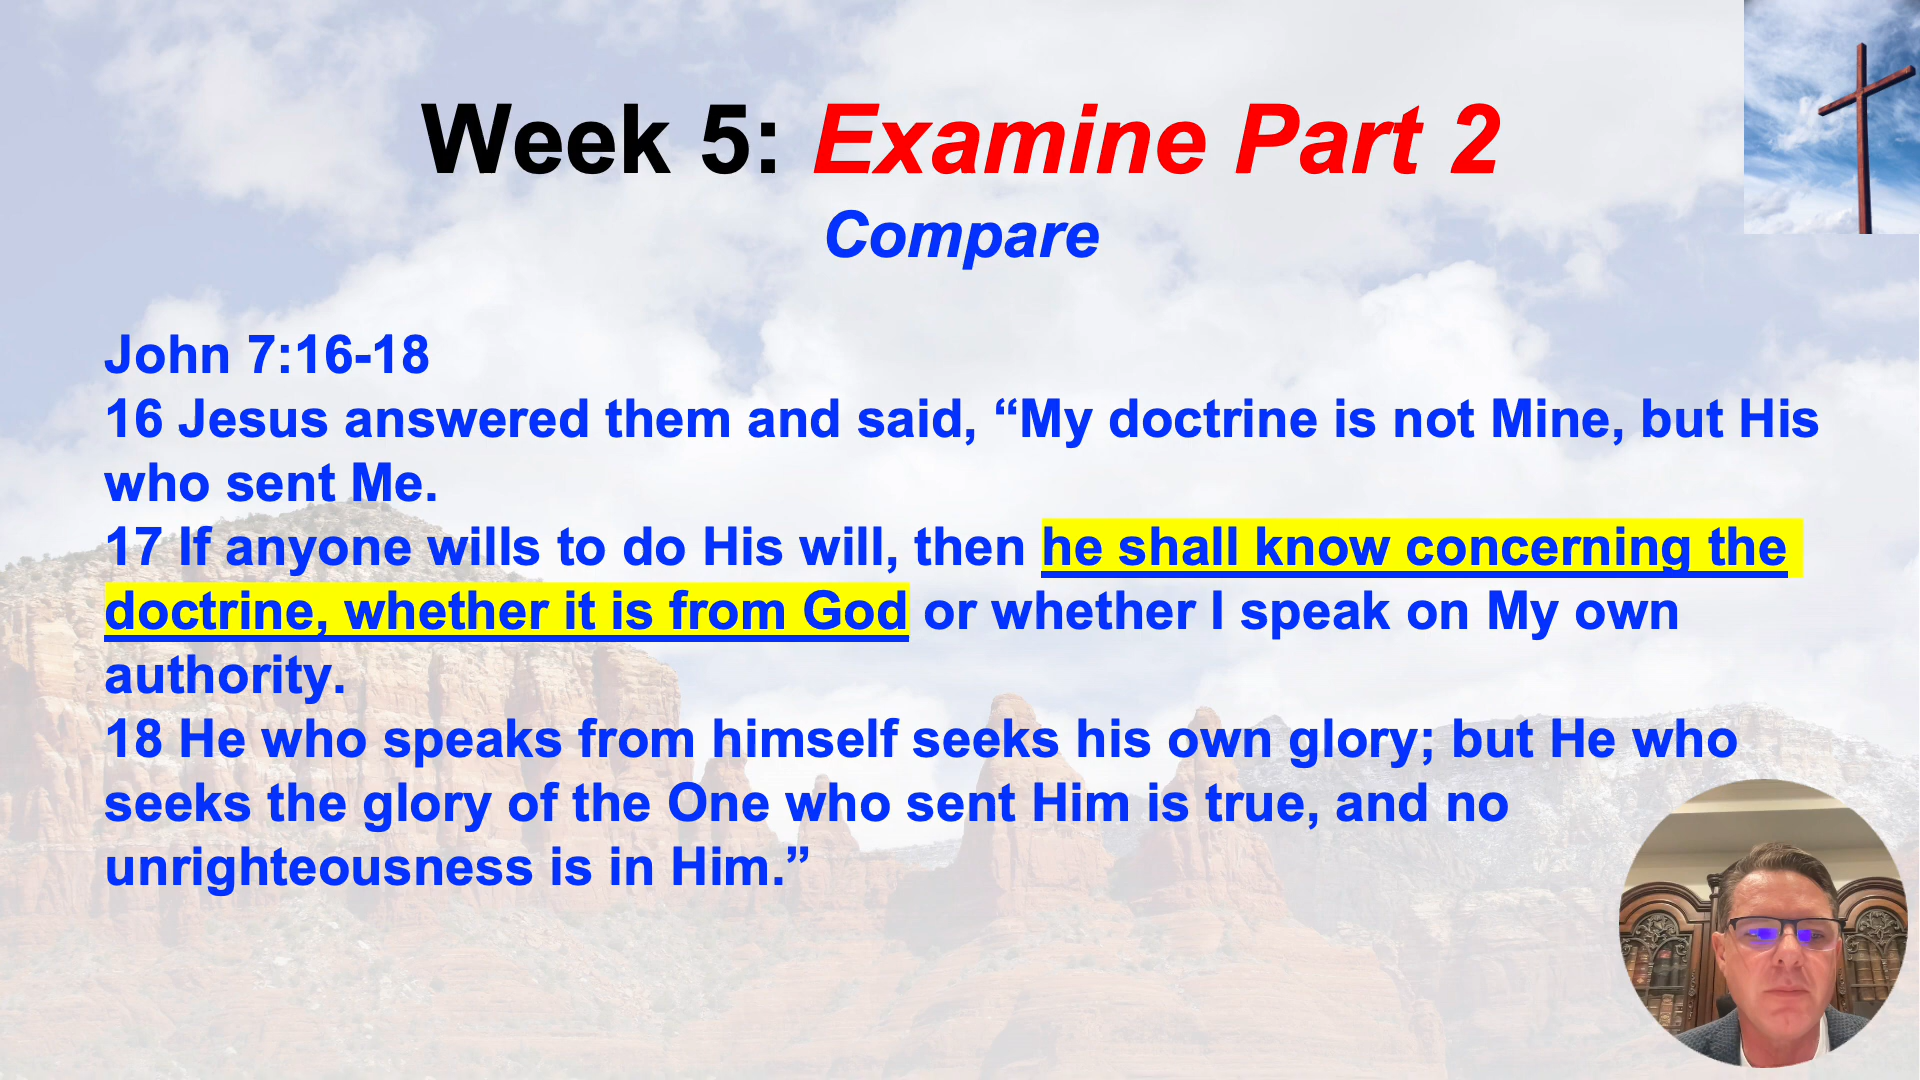 Week 5: Examine Part 2
Compare
John 7:16-18
16 Jesus answered them and said, “My doctrine is not Mine, but His
who sent Me.
17 If anyone wills to do His will, then he shall know concerning the
doctrine, whether it is from God or whether I speak on My own
authority.
18 He who speaks from himself seeks his own glory; but He who
seeks the glory of the One who sent Him is true, and no
unrighteousness is in Him.”